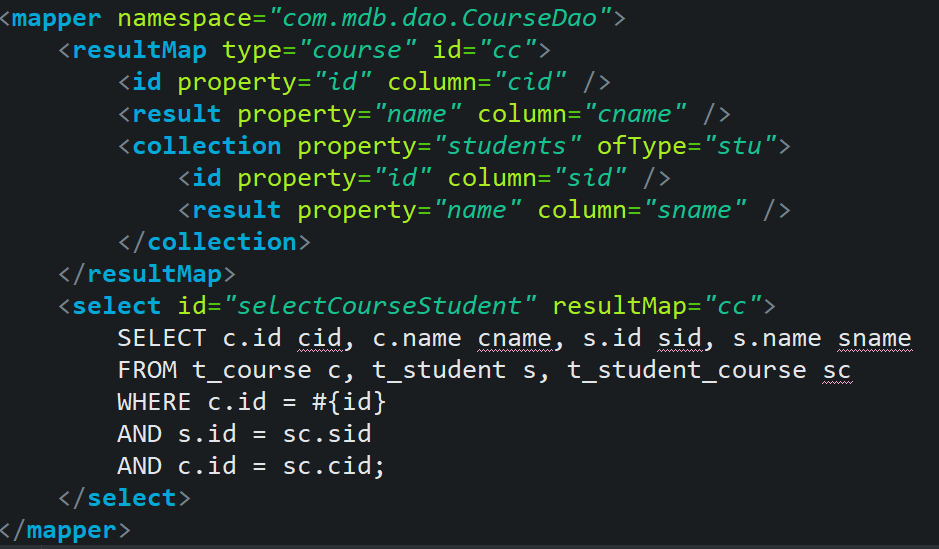 <mapper namespace="com.mdb.dao.CourseDao">
    <resultMap type="course" id="cc">
        <id property="id" column="cid" />
        <result property="name" column="cname" />
        <collection property="students" ofType="stu">
            <id property="id" column="sid" />
            <result property="name" column="sname" />
        </collection>
    </resultMap>
    <select id="selectCourseStudent" resultMap="cc">
        SELECT c.id cid, c.name cname, s.id sid, s.name sname
        FROM t_course c, t_student s, t_student_course sc
        WHERE c.id = #{id}
        AND s.id = sc.sid
        AND c.id = sc.cid;
    </select>
</mapper>